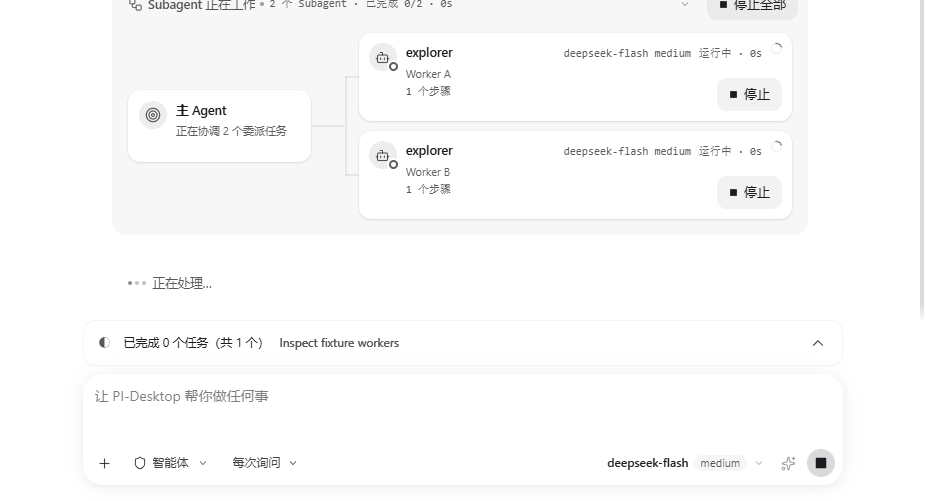 Subagent 正在工作 • 2 个 Subagent · 已完成 0/2 · 0s
停止全部
explorer
deepseek-flash medium 运行中 · 0s
Worker A
1 个步骤
停止
主 Agent
正在协调 2 个委派任务
explorer
deepseek-flash medium 运行中 · 0s
Worker B
1 个步骤
停止
正在处理...
已完成 0 个任务（共 1 个） Inspect fixture workers
让 PI-Desktop 帮你做任何事
智能体 每次询问 deepseek-flash medium